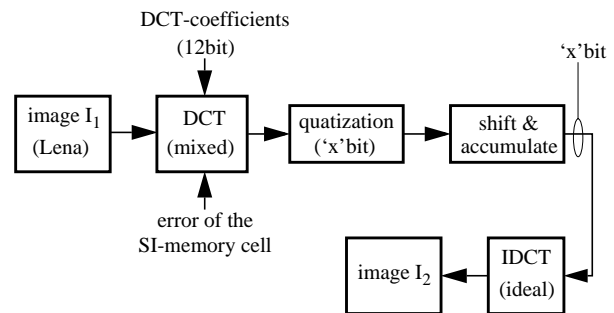 DCT-coefficients
(12bit)
'x'bit
image I1
(Lena)
DCT
(mixed)
quatization
('x'bit)
shift &
accumulate
error of the
SI-memory cell
image I2
IDCT
(ideal)